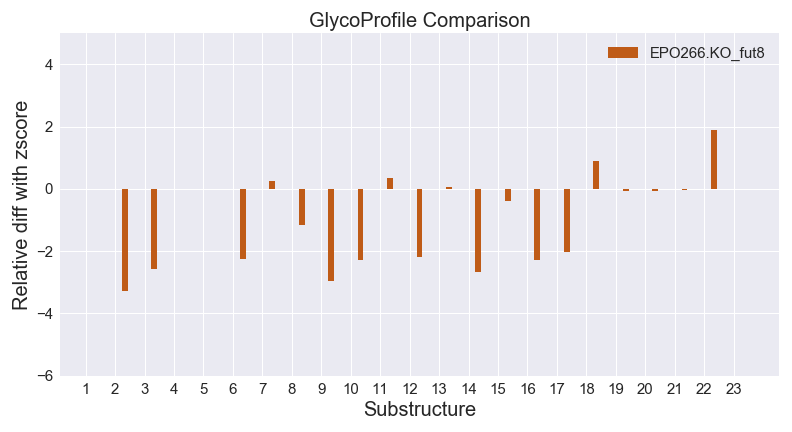 GlycoProfile Comparison
EPO266.KO_fut8
Relative diff with zscore
4
2
0
−2
−4
−6
1 2 3 4 5 6 7 8 9 10 11 12 13 14 15 16 17 18 19 20 21 22 23
Substructure